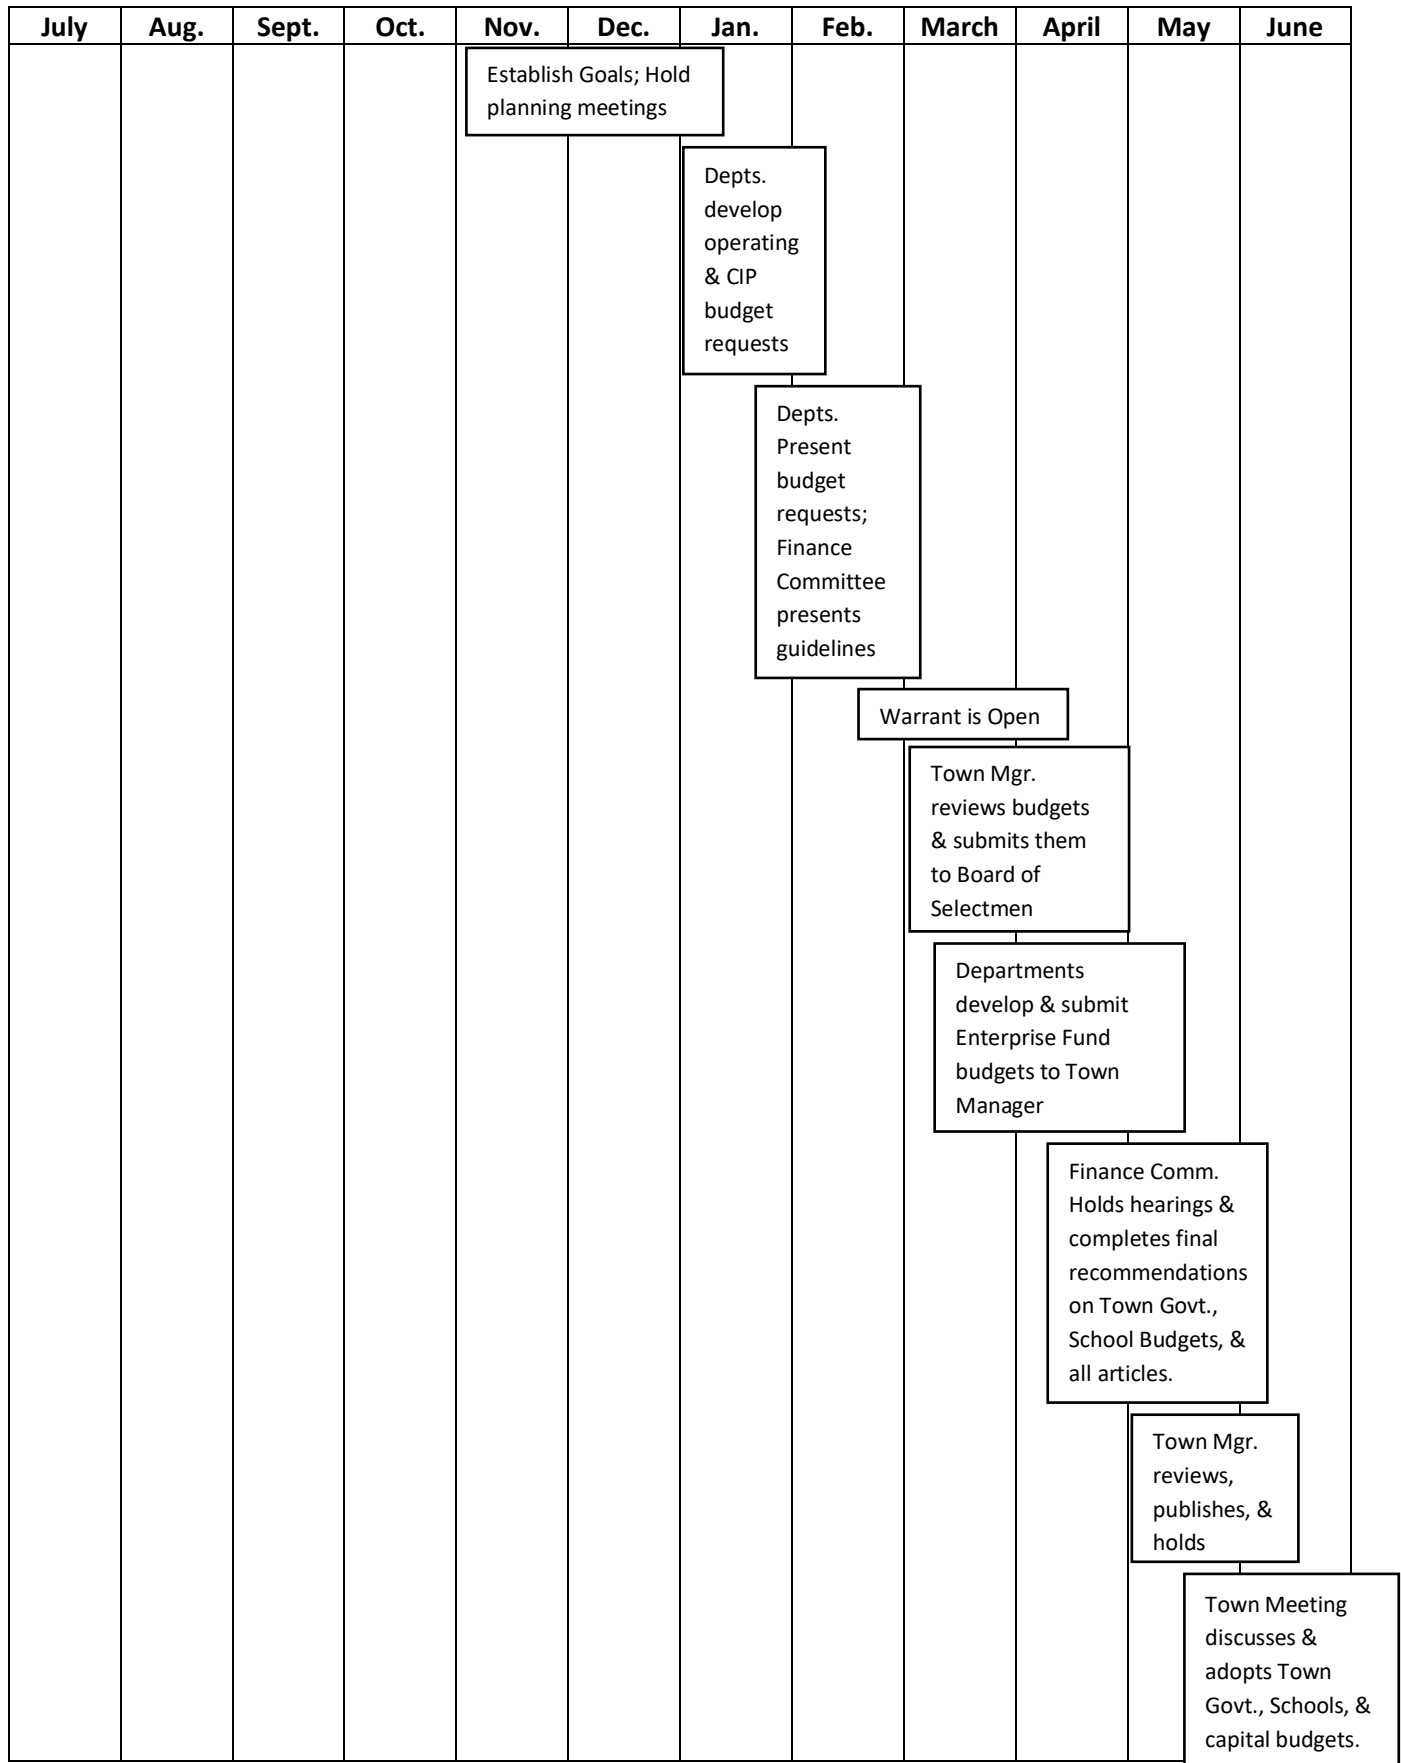 July Aug. Sept. Oct. Nov. Dec. Jan. Feb. March April May June
Establish Goals; Hold
planning meetings
Depts.
develop
operating
& CIP
budget
requests
Depts.
Present
budget
requests;
Finance
Committee
presents
guidelines
Warrant is Open
Town Mgr.
reviews budgets
& submits them
to Board of
Selectmen
Departments
develop & submit
Enterprise Fund
budgets to Town
Manager
Finance Comm.
Holds hearings &
completes final
recommendations
on Town Govt.,
School Budgets, &
all articles.
Town Mgr.
reviews,
publishes, &
holds
Town Meeting
discusses &
adopts Town
Govt., Schools, &
capital budgets.